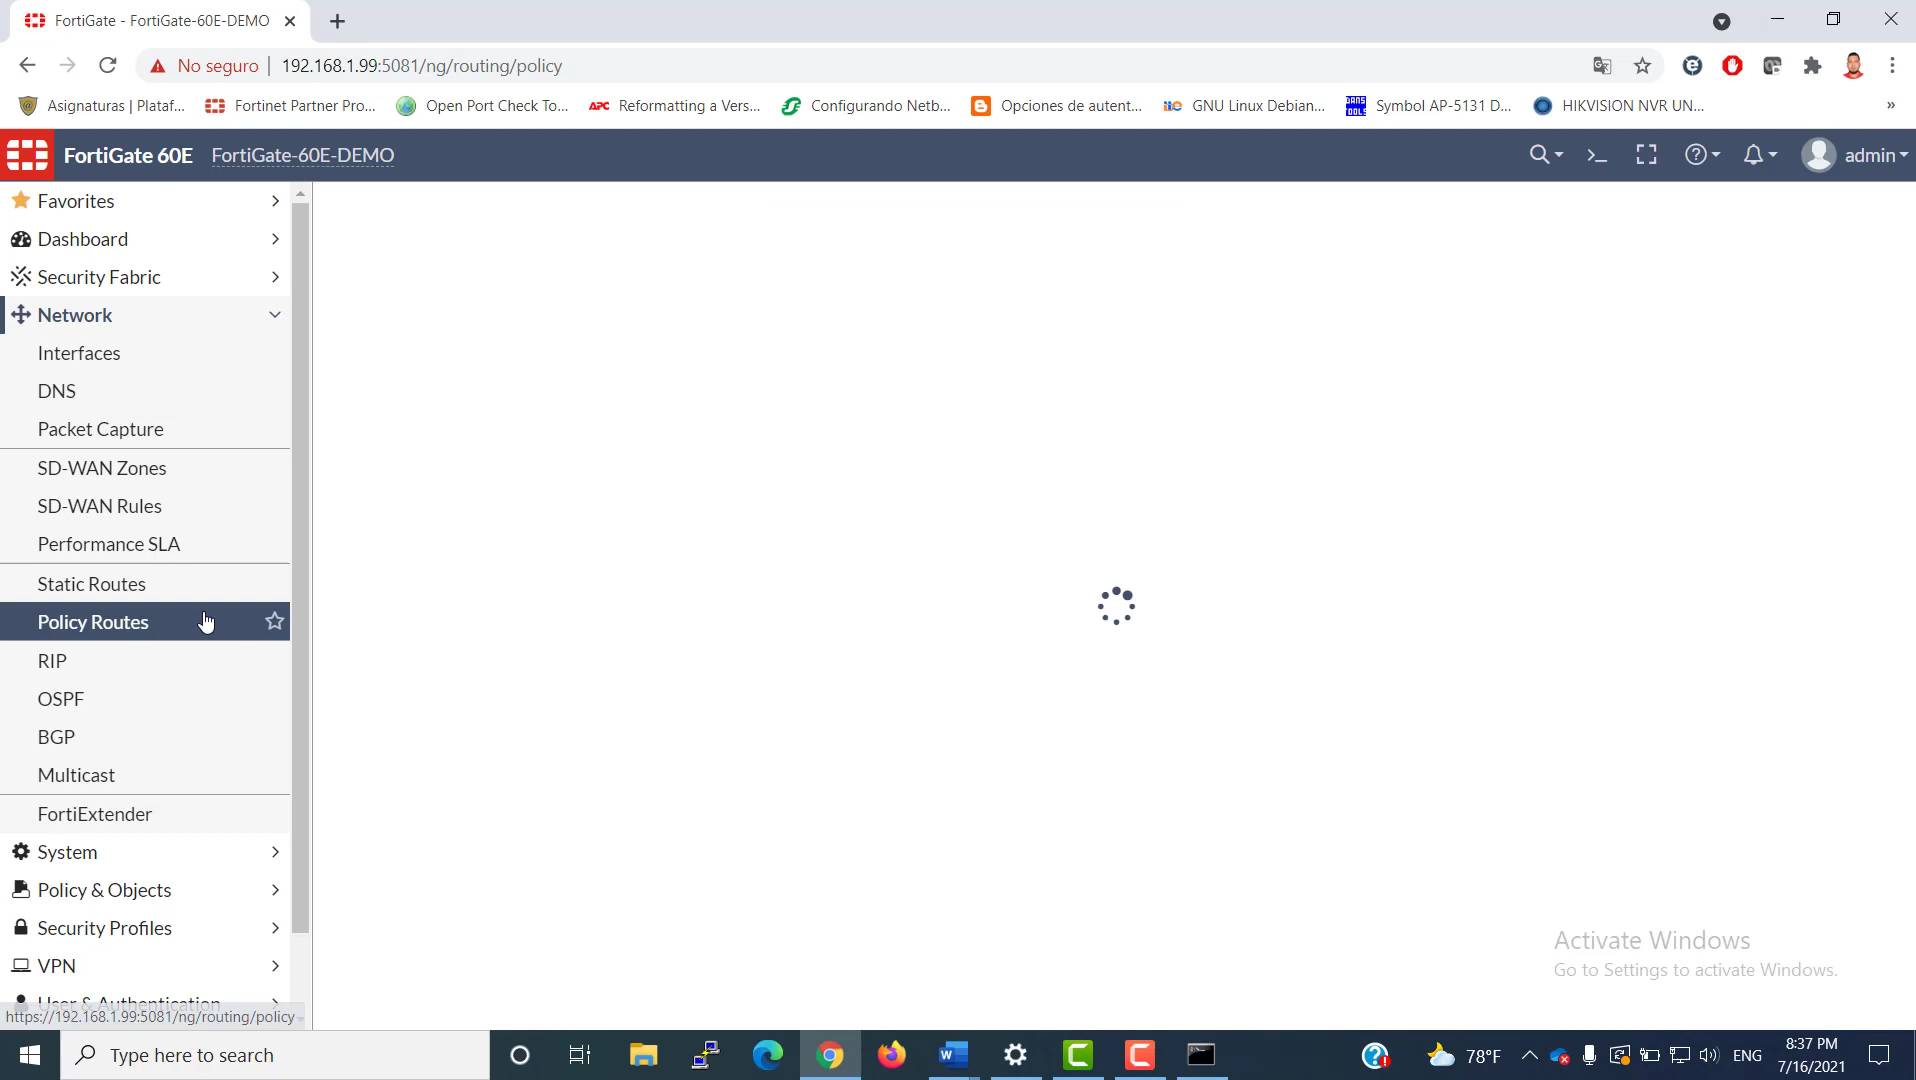 FortiGate - FortiGate-60E-DEMO
No seguro
192.168.1.99:5081/ng/routing/policy
Asignaturas | Plataf...
Fortinet Partner Pro...
Open Port Check To...
APC
Reformatting a Vers...
Configurando Netb...
Opciones de autent...
GNU Linux Debian...
Symbol AP-5131 D...
HIKVISION NVR UN...
»
FortiGate 60E
FortiGate-60E-DEMO
admin
Favorites
Dashboard
Security Fabric
Network
Interfaces
DNS
Packet Capture
SD-WAN Zones
SD-WAN Rules
Performance SLA
Static Routes
Policy Routes
RIP
OSPF
BGP
Multicast
FortiExtender
System
Policy & Objects
Security Profiles
VPN
User & Authentication
https://192.168.1.99:5081/ng/routing/policy
Activate Windows
Go to Settings to activate Windows.
Type here to search
78°F
ENG
8:37 PM
7/16/2021